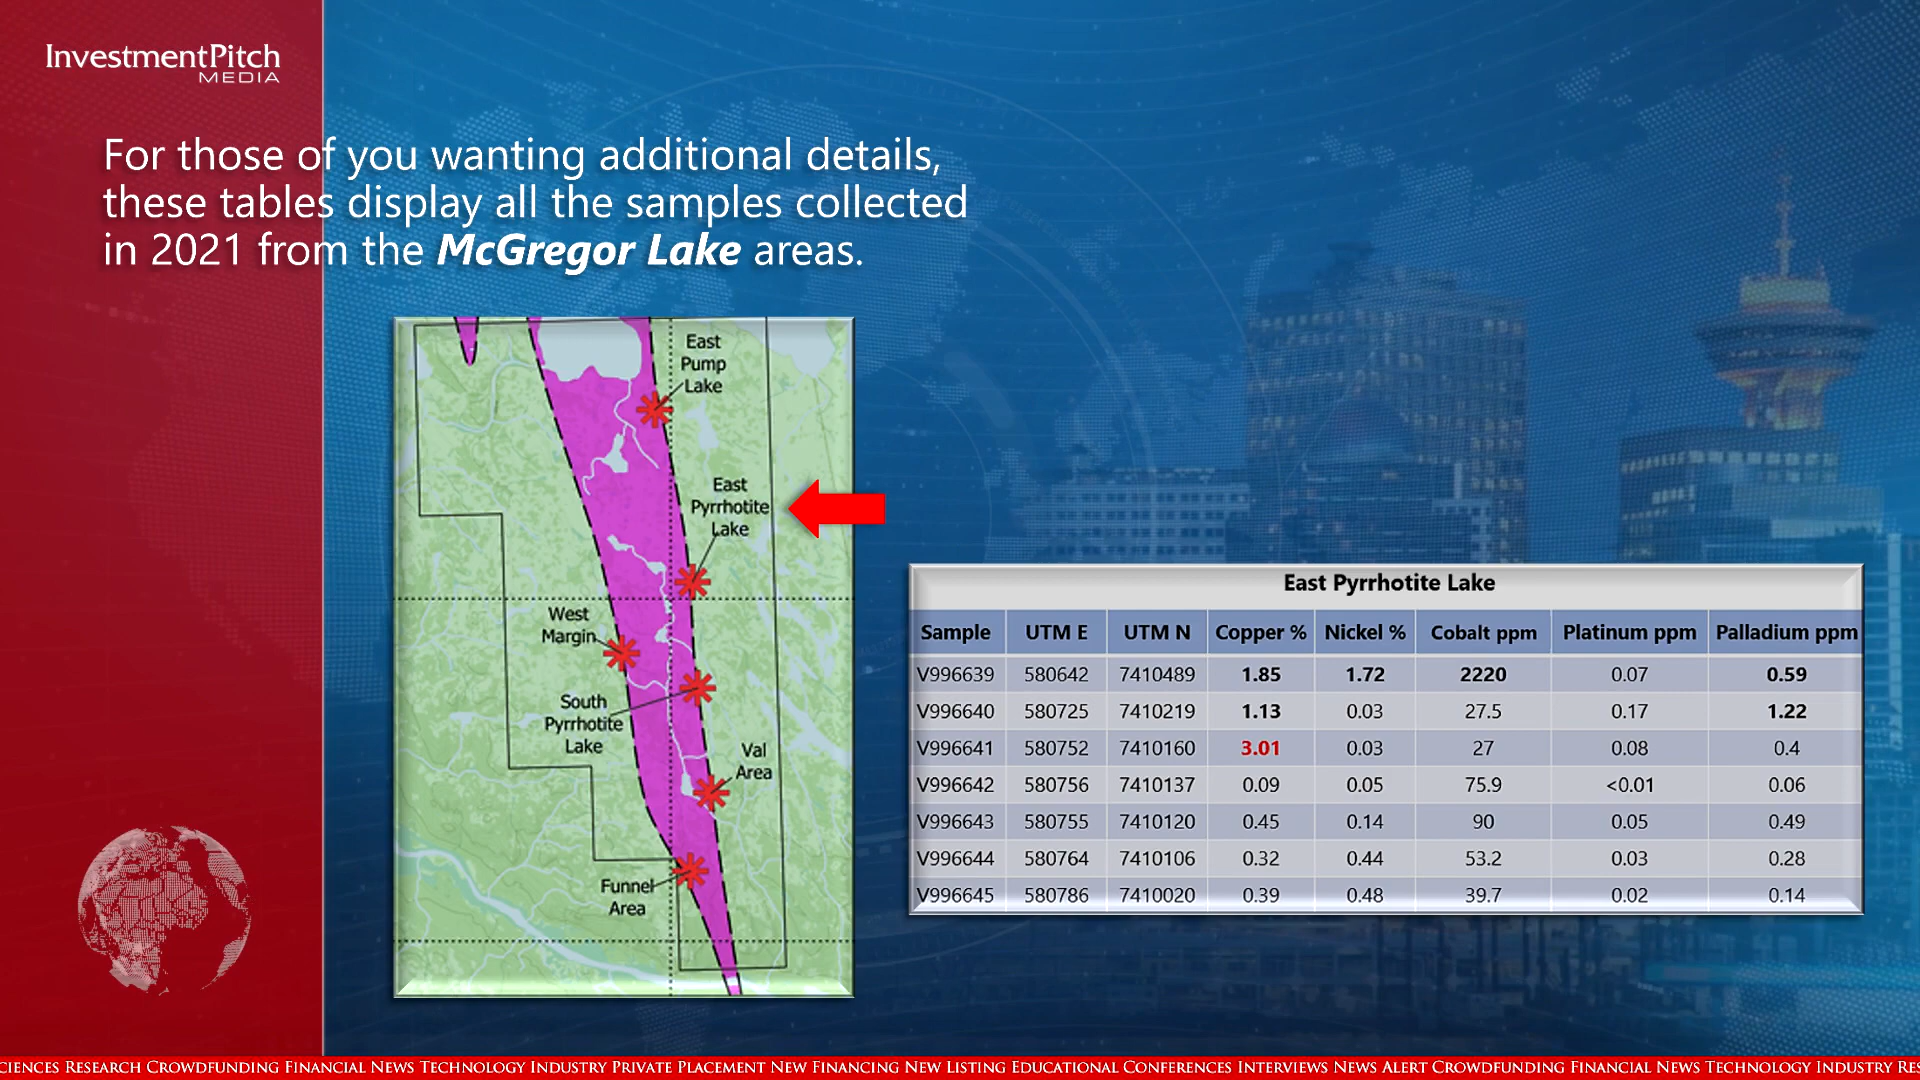 InvestmentPitch
MEDIA
For those of you wanting additional details,
these tables display all the samples collected
in 2021 from the McGregor Lake areas.
East
Pump
Lake
East
Pyrrhotite
Lake
West
Margin
South
Pyrrhotite
Lake
Val
Area
Funnel
Area
East Pyrrhotite Lake
Sample UTM E UTM N Copper % Nickel % Cobalt ppm Platinum ppm Palladium ppm
V996639 580642 7410489 1.85 1.72 2220 0.07 0.59
V996640 580725 7410219 1.13 0.03 27.5 0.17 1.22
V996641 580752 7410160 3.01 0.03 27 0.08 0.4
V996642 580756 7410137 0.09 0.05 75.9 <0.01 0.06
V996643 580755 7410120 0.45 0.14 90 0.05 0.49
V996644 580764 7410106 0.32 0.44 53.2 0.03 0.28
V996645 580786 7410020 0.39 0.48 39.7 0.02 0.14
CIENCES RESEARCH CROWDFUNDING FINANCIAL NEWS TECHNOLOGY INDUSTRY PRIVATE PLACEMENT NEW FINANCING NEW LISTING EDUCATIONAL CONFERENCES INTERVIEWS NEWS ALERT CROWDFUNDING FINANCIAL NEWS TECHNOLOGY INDUSTRY RES